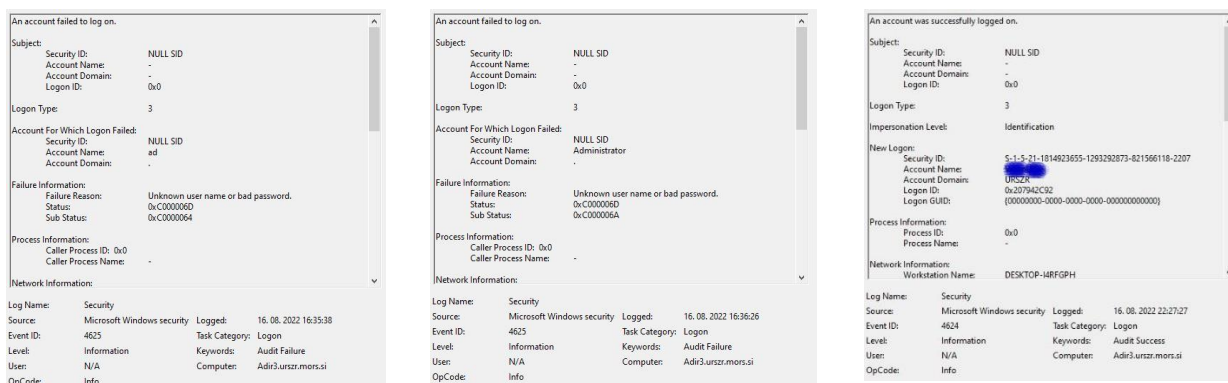 An account failed to log on.
Subject:
Security ID: NULL SID
Account Name: -
Account Domain: -
Logon ID: 0x0
Logon Type: 3
Account For Which Logon Failed:
Security ID: NULL SID
Account Name: ad
Account Domain: .
Failure Information:
Failure Reason: Unknown user name or bad password.
Status: 0xC000006D
Sub Status: 0xC0000064
Process Information:
Caller Process ID: 0x0
Caller Process Name: -
Network Information:
Log Name: Security
Source: Microsoft Windows security Logged: 16. 08. 2022 16:35:38
Event ID: 4625 Task Category: Logon
Level: Information Keywords: Audit Failure
User: N/A Computer: Adir3.urszr.mors.si
OpCode: Info
An account failed to log on.
Subject:
Security ID: NULL SID
Account Name: -
Account Domain: -
Logon ID: 0x0
Logon Type: 3
Account For Which Logon Failed:
Security ID: NULL SID
Account Name: Administrator
Account Domain: .
Failure Information:
Failure Reason: Unknown user name or bad password.
Status: 0xC000006D
Sub Status: 0xC000006A
Process Information:
Caller Process ID: 0x0
Caller Process Name: -
Network Information:
Log Name: Security
Source: Microsoft Windows security Logged: 16. 08. 2022 16:36:26
Event ID: 4625 Task Category: Logon
Level: Information Keywords: Audit Failure
User: N/A Computer: Adir3.urszr.mors.si
OpCode: Info
An account was successfully logged on.
Subject:
Security ID: NULL SID
Account Name: -
Account Domain: -
Logon ID: 0x0
Logon Type: 3
Impersonation Level: Identification
New Logon:
Security ID: S-1-5-21-1814923655-1293292873-821566118-2207
Account Name:
Account Domain: URSZR
Logon ID: 0x207942C92
Logon GUID: {00000000-0000-0000-0000-000000000000}
Process Information:
Process ID: 0x0
Process Name: -
Network Information:
Workstation Name: DESKTOP-I4RFGPH
Log Name: Security
Source: Microsoft Windows security Logged: 16. 08. 2022 22:27:27
Event ID: 4624 Task Category: Logon
Level: Information Keywords: Audit Success
User: N/A Computer: Adir3.urszr.mors.si
OpCode: Info